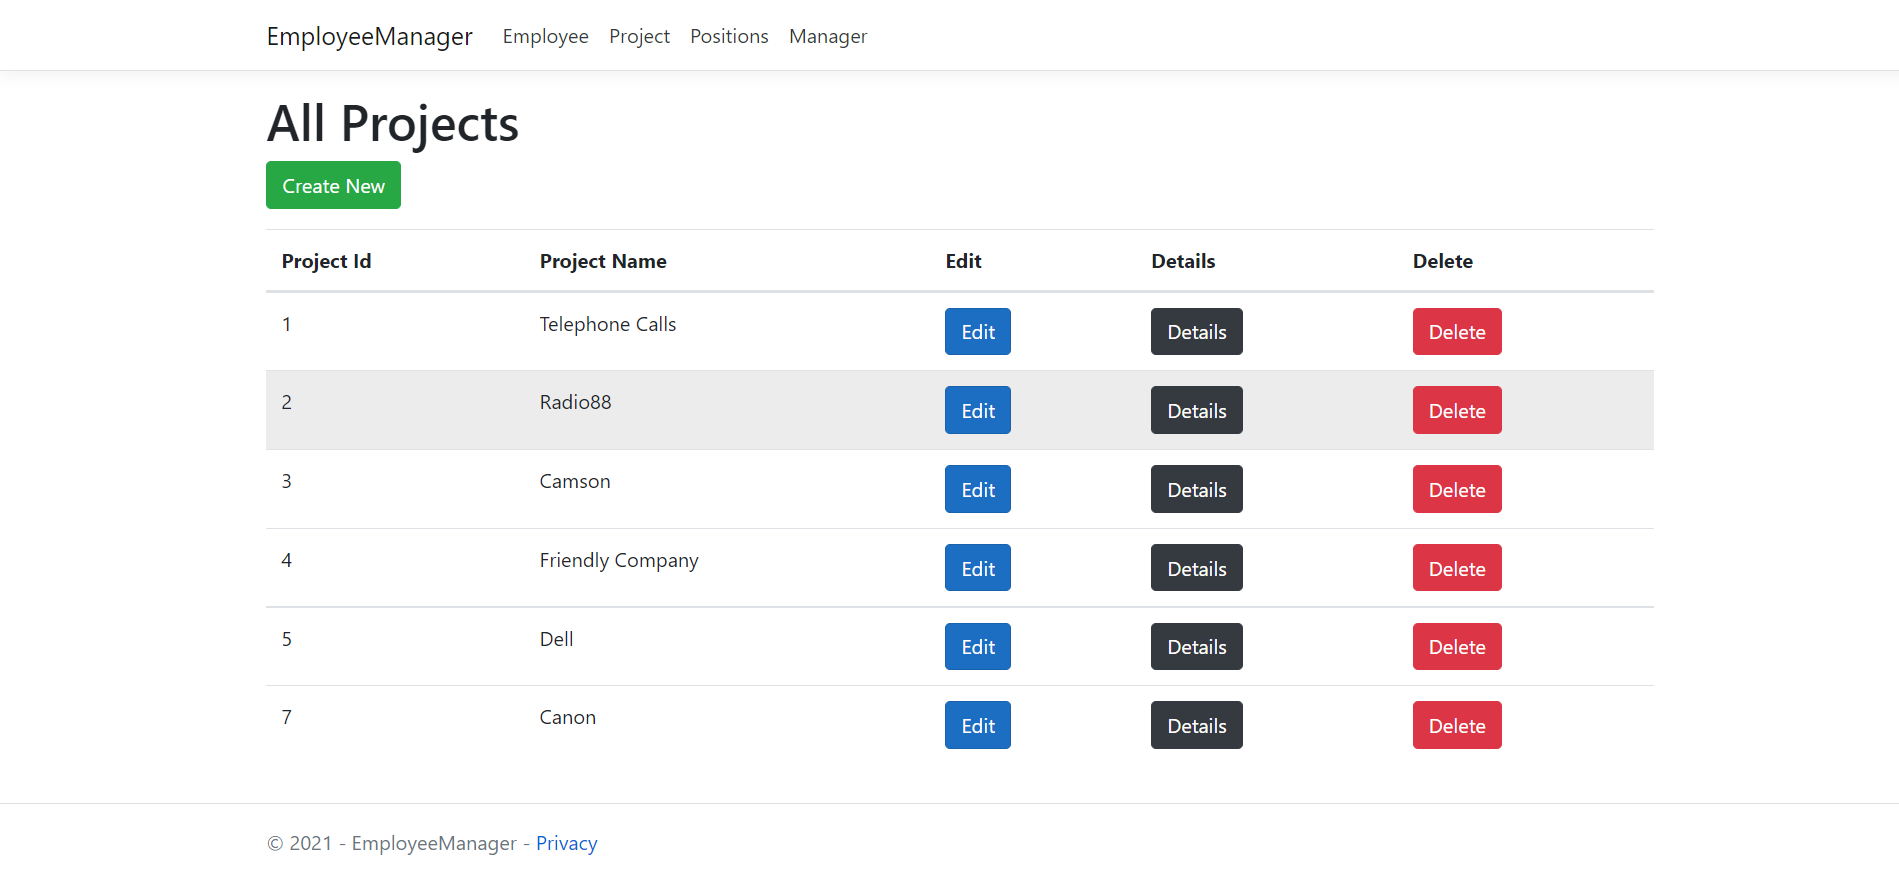 EmployeeManager Employee Project Positions Manager
All Projects
Create New
Project Id Project Name Edit Details Delete
1 Telephone Calls Edit Details Delete
2 Radio88 Edit Details Delete
3 Camson Edit Details Delete
4 Friendly Company Edit Details Delete
5 Dell Edit Details Delete
7 Canon Edit Details Delete
© 2021 - EmployeeManager - Privacy